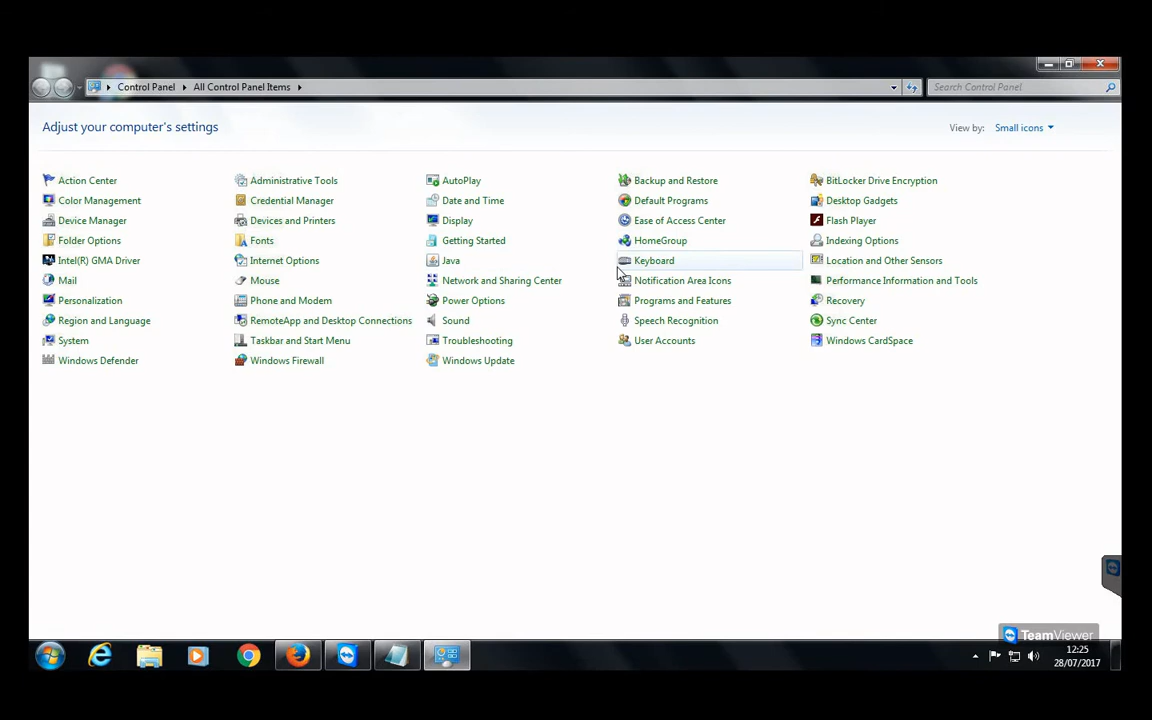 Control Panel All Control Panel Items
Search Control Panel
Adjust your computer's settings
View by: Small icons
Action Center Administrative Tools AutoPlay Backup and Restore BitLocker Drive Encryption
Color Management Credential Manager Date and Time Default Programs Desktop Gadgets
Device Manager Devices and Printers Display Ease of Access Center Flash Player
Folder Options Fonts Getting Started HomeGroup Indexing Options
Intel(R) GMA Driver Internet Options Java Keyboard Location and Other Sensors
Mail Mouse Network and Sharing Center Notification Area Icons Performance Information and Tools
Personalization Phone and Modem Power Options Programs and Features Recovery
Region and Language RemoteApp and Desktop Connections Sound Speech Recognition Sync Center
System Taskbar and Start Menu Troubleshooting User Accounts Windows CardSpace
Windows Defender Windows Firewall Windows Update
TeamViewer
12:25
28/07/2017